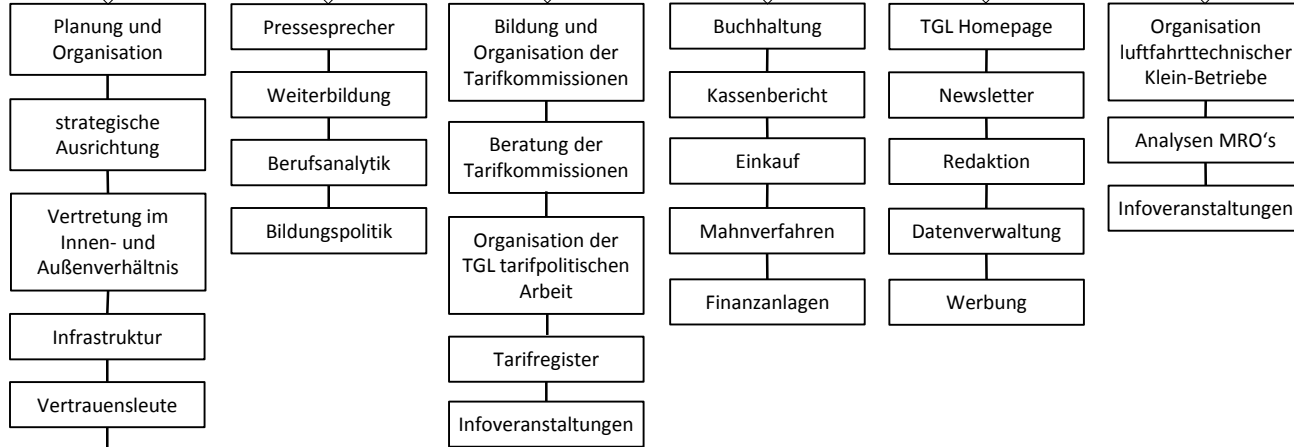 Planung und
Organisation
strategische
Ausrichtung
Vertretung im
Innen- und
Außenverhältnis
Infrastruktur
Vertrauensleute
Pressesprecher
Weiterbildung
Berufsanalytik
Bildungspolitik
Bildung und
Organisation der
Tarifkommissionen
Beratung der
Tarifkommissionen
Organisation der
TGL tarifpolitischen
Arbeit
Tarifregister
Infoveranstaltungen
Buchhaltung
Kassenbericht
Einkauf
Mahnverfahren
Finanzanlagen
TGL Homepage
Newsletter
Redaktion
Datenverwaltung
Werbung
Organisation
luftfahrttechnischer
Klein-Betriebe
Analysen MRO‘s
Infoveranstaltungen